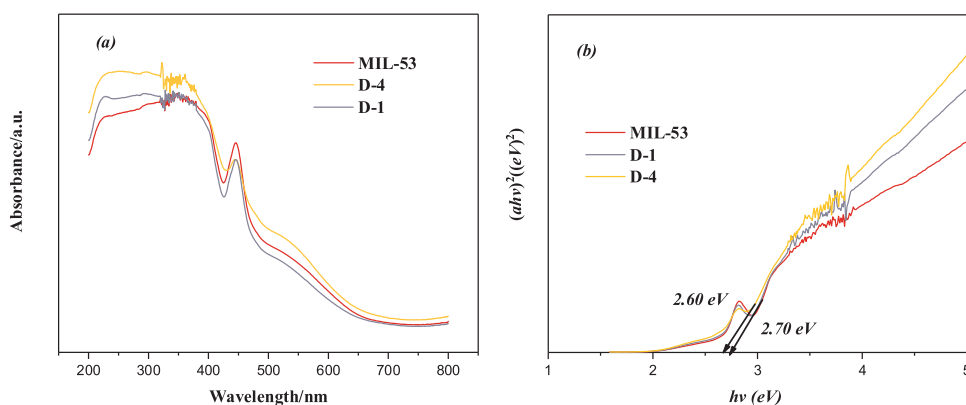 (a)
MIL-53
D-4
D-1
Absorbance/a.u.
200 300 400 500 600 700 800
Wavelength/nm
(b)
MIL-53
D-1
D-4
(ahv)²((eV)²)
2.60 eV
2.70 eV
1 2 3 4 5
hv (eV)